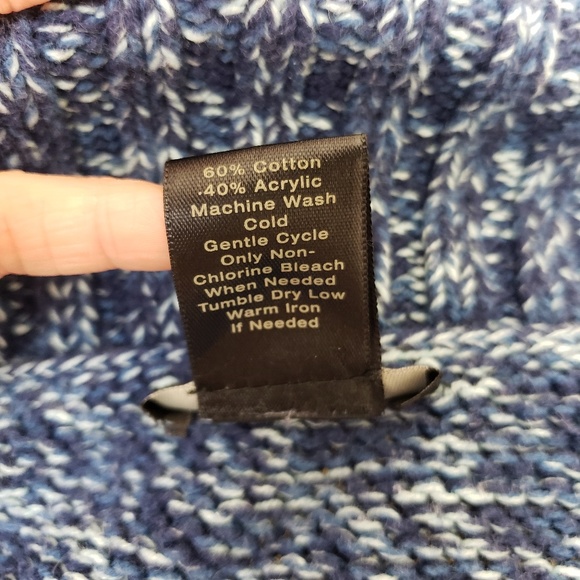 60% Cotton
·40% Acrylic
Machine Wash
Cold
Gentle Cycle
Only Non-
Chlorine Bleach
When Needed
Tumble Dry Low
Warm Iron
If Needed